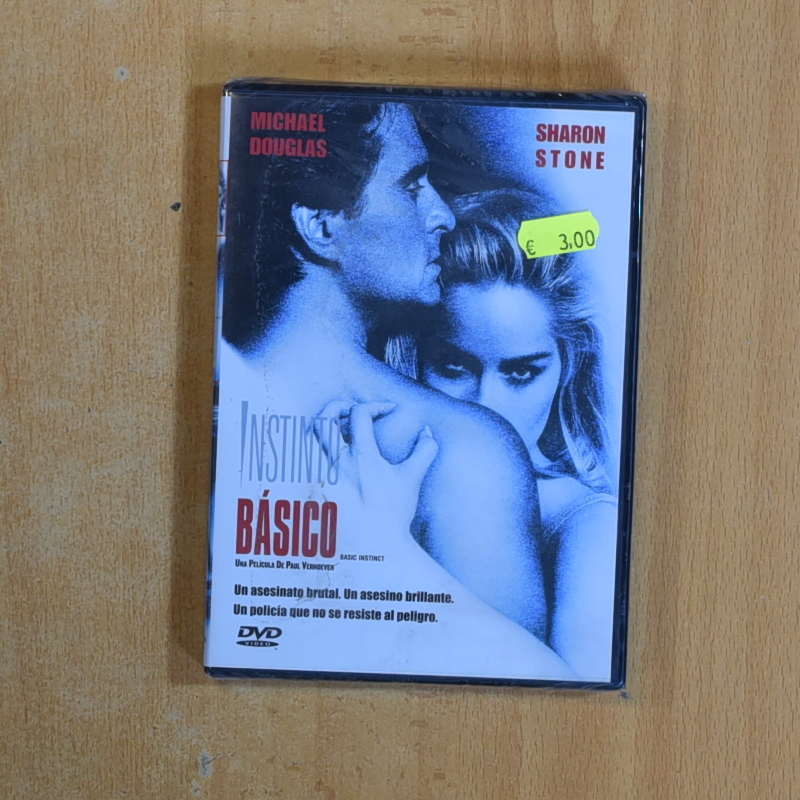 MICHAEL
DOUGLAS
SHARON
STONE
€ 3,00
INSTINTO
BÁSICO
BASIC INSTINCT
UNA PELÍCULA DE PAUL VERHOEVEN
Un asesinato brutal. Un asesino brillante.
Un policía que no se resiste al peligro.
DVD
VIDEO